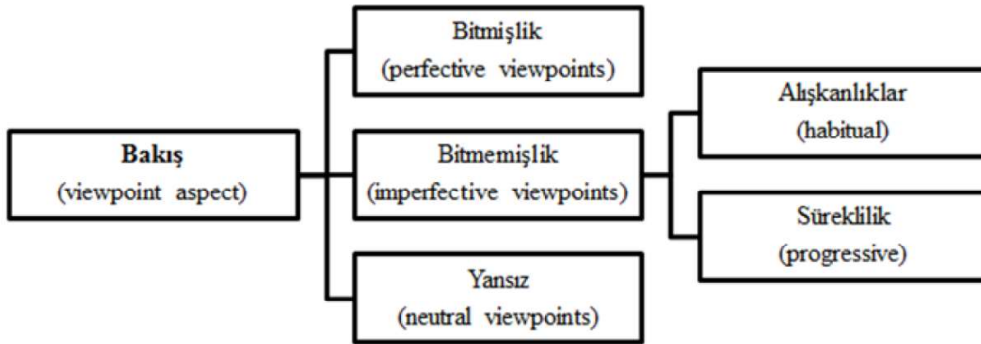 Bitmişlik
(perfective viewpoints)
Alışkanlıklar
(habitual)
Bakış
(viewpoint aspect)
Bitmemişlik
(imperfective viewpoints)
Süreklilik
(progressive)
Yansız
(neutral viewpoints)